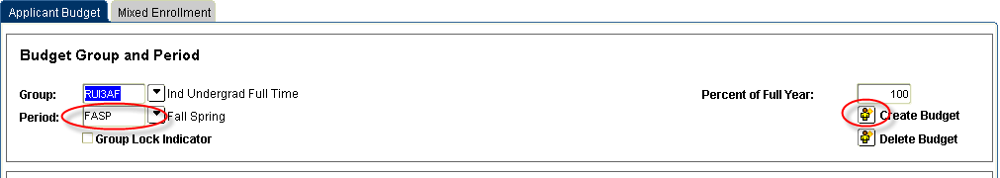 Applicant Budget Mixed Enrollment
Budget Group and Period
Group: RUI3AF Ind Undergrad Full Time Percent of Full Year: 100
Period: FASP Fall Spring Create Budget
Group Lock Indicator Delete Budget